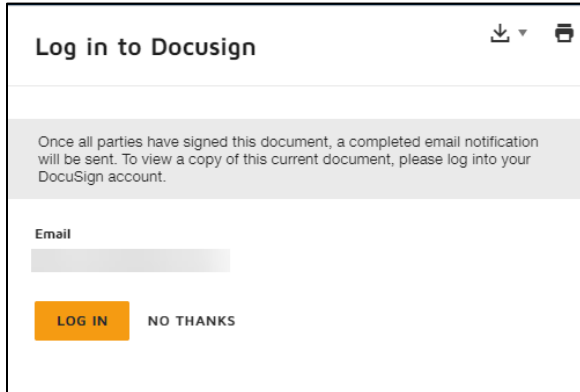 Log in to Docusign
Once all parties have signed this document, a completed email notification
will be sent. To view a copy of this current document, please log into your
DocuSign account.
Email
LOG IN NO THANKS